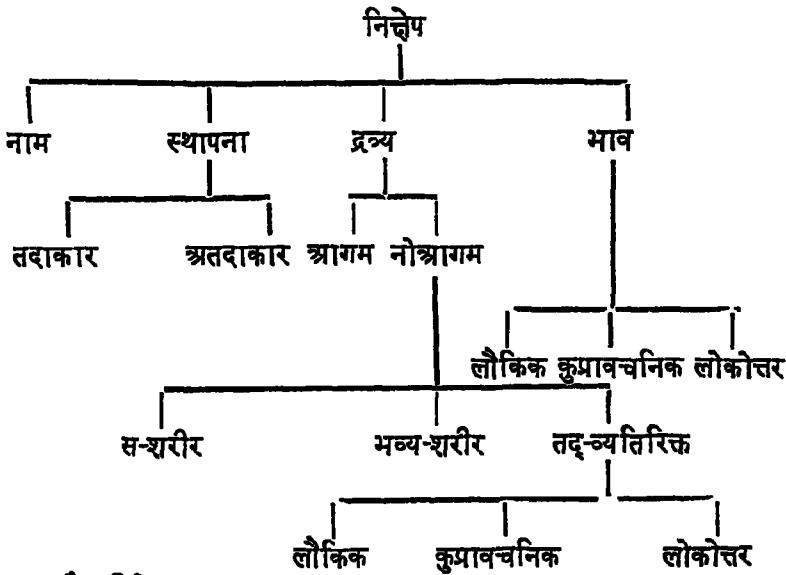 निक्षेप
नाम स्थापना द्रव्य भाव
तदाकार अतदाकार आगम नोआगम
लौकिक कुप्रावचनिक लोकोत्तर
स-शरीर भव्य-शरीर तद्-व्यतिरिक्त
लौकिक कुप्रावचनिक लोकोत्तर